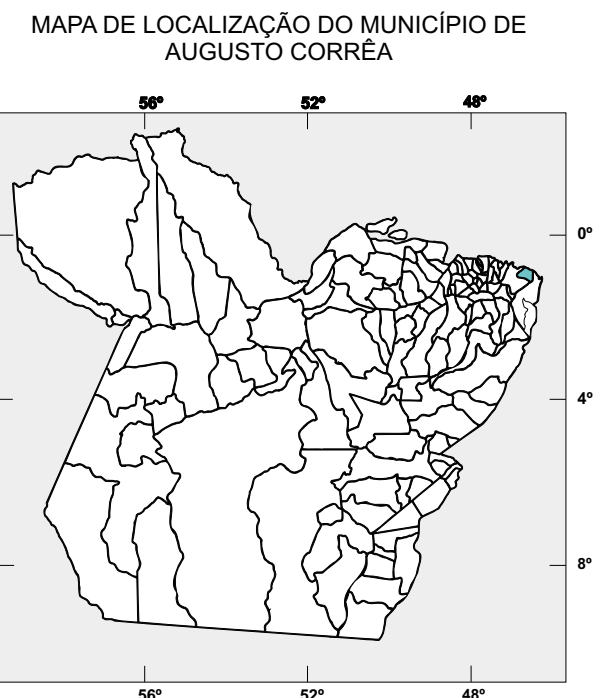 MAPA DE LOCALIZAÇÃO DO MUNICÍPIO DE
AUGUSTO CORRÊA
56º 52º 48º
0º
4º
8º
56º 52º 48º